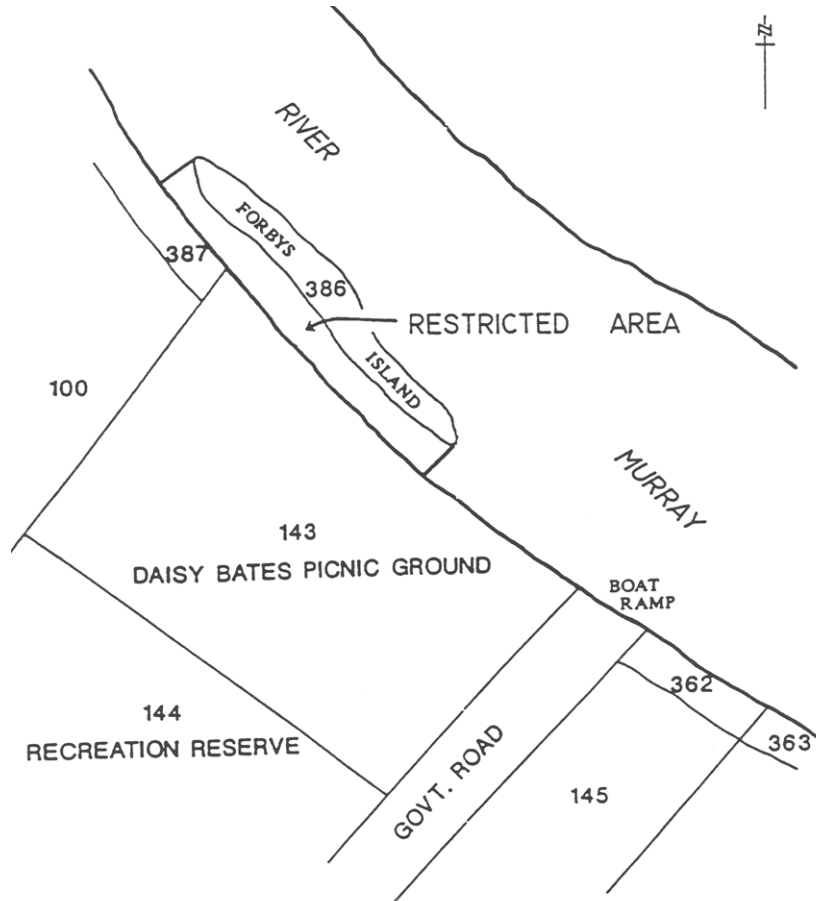 N
RIVER
FORBYS
387
386
RESTRICTED AREA
ISLAND
100
MURRAY
143
DAISY BATES PICNIC GROUND
BOAT
RAMP
362
144
RECREATION RESERVE
363
GOVT. ROAD
145